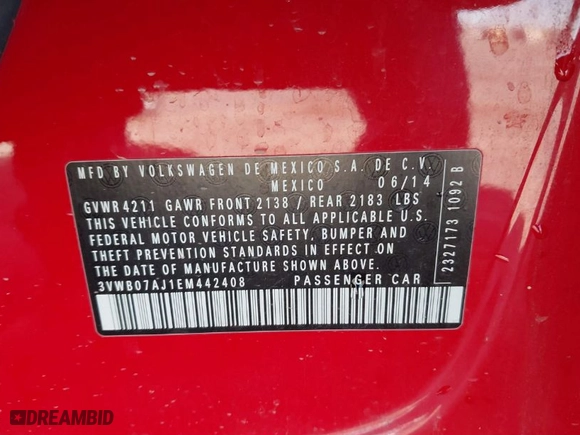 MFD BY VOLKSWAGEN DE MEXICO S.A. DE C.V.
MEXICO 06/14
GVWR 4211 GAWR FRONT 2138 / REAR 2183 LBS
THIS VEHICLE CONFORMS TO ALL APPLICABLE U.S.
FEDERAL MOTOR VEHICLE SAFETY, BUMPER AND
THEFT PREVENTION STANDARDS IN EFFECT ON
THE DATE OF MANUFACTURE SHOWN ABOVE.
3VWB07AJ1EM442408 PASSENGER CAR
23271173 1092 B
DREAMBID